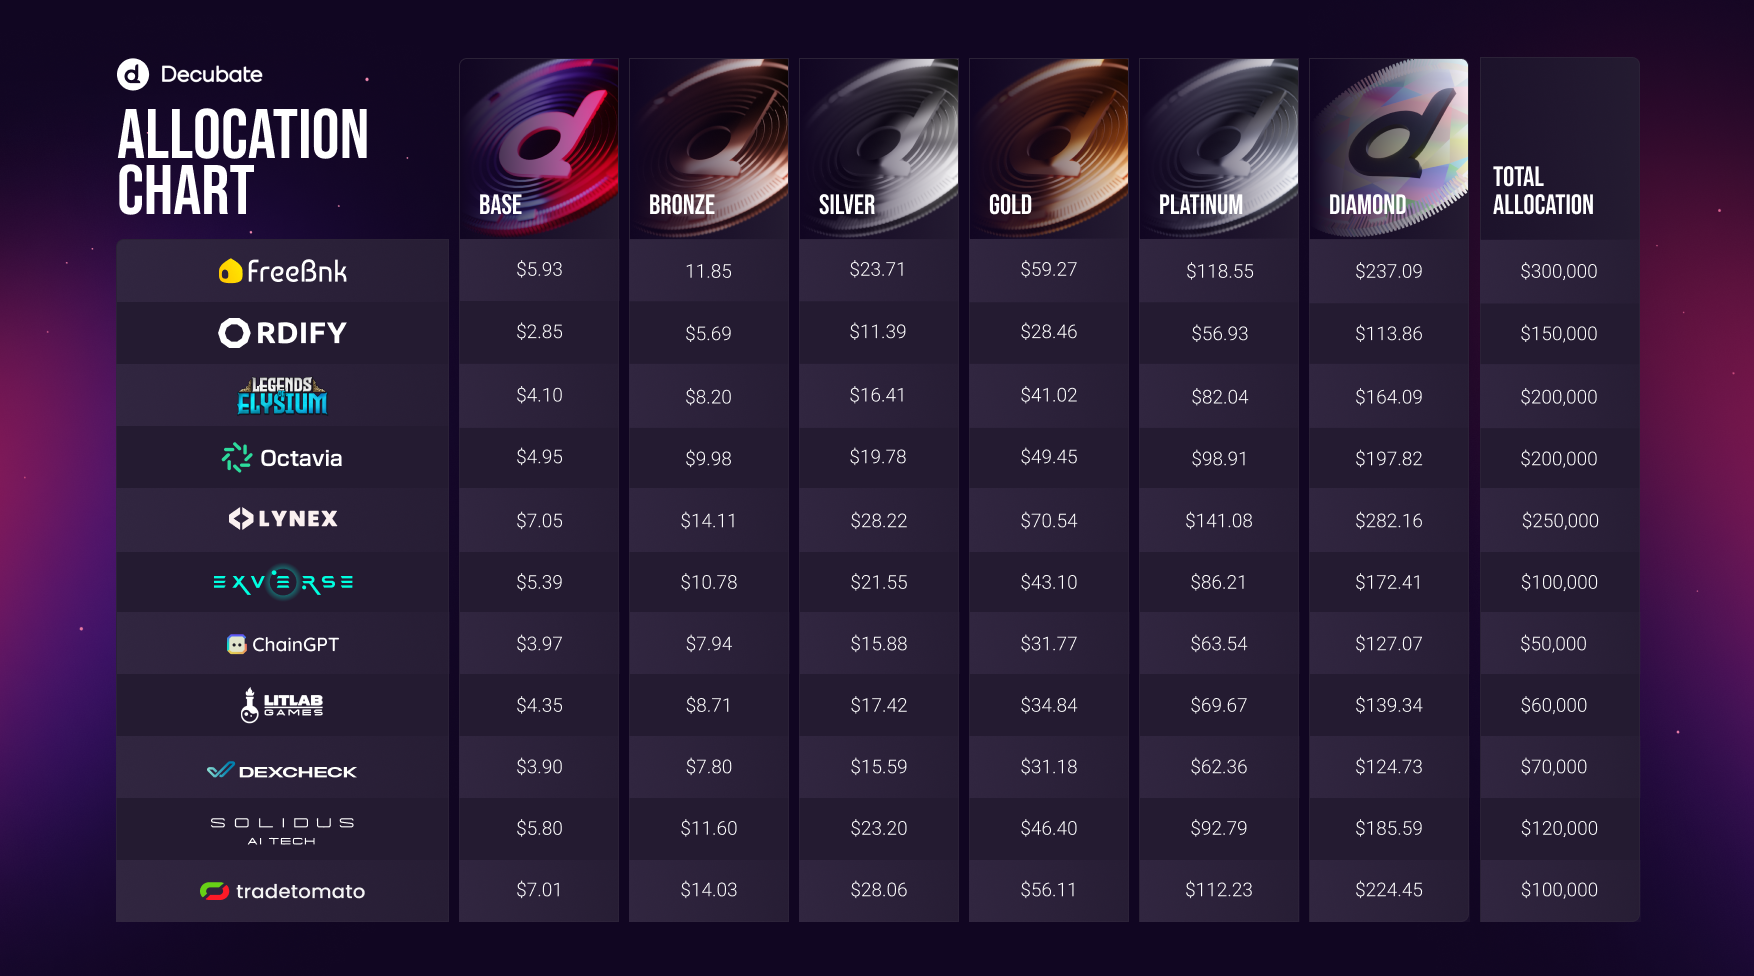 Decubate
ALLOCATION
CHART
BASE
BRONZE
SILVER
GOLD
PLATINUM
DIAMOND
TOTAL
ALLOCATION
FreeBnk $5.93 11.85 $23.71 $59.27 $118.55 $237.09 $300,000
RDIFY $2.85 $5.69 $11.39 $28.46 $56.93 $113.86 $150,000
LEGENDS
ELYSIUM $4.10 $8.20 $16.41 $41.02 $82.04 $164.09 $200,000
Octavia $4.95 $9.98 $19.78 $49.45 $98.91 $197.82 $200,000
LYNEX $7.05 $14.11 $28.22 $70.54 $141.08 $282.16 $250,000
EXVERSE $5.39 $10.78 $21.55 $43.10 $86.21 $172.41 $100,000
ChainGPT $3.97 $7.94 $15.88 $31.77 $63.54 $127.07 $50,000
LITLAB
GAMES $4.35 $8.71 $17.42 $34.84 $69.67 $139.34 $60,000
DEXCHECK $3.90 $7.80 $15.59 $31.18 $62.36 $124.73 $70,000
SOLIDUS
AI TECH $5.80 $11.60 $23.20 $46.40 $92.79 $185.59 $120,000
tradetomato $7.01 $14.03 $28.06 $56.11 $112.23 $224.45 $100,000